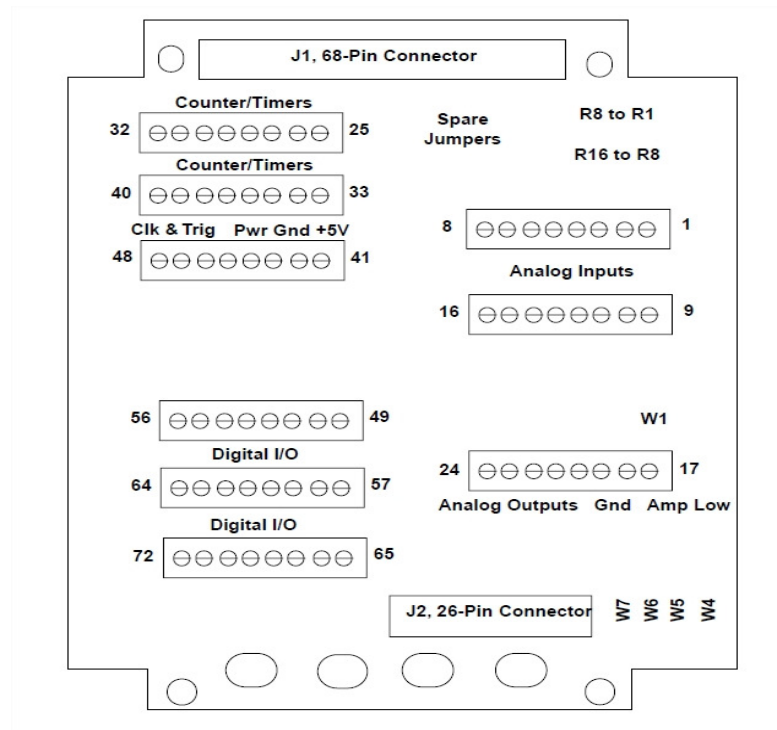 J1, 68-Pin Connector
Counter/Timers
32
25
Spare
Jumpers
R8 to R1
R16 to R8
Counter/Timers
40
33
Clk & Trig Pwr Gnd +5V
48
41
8
1
Analog Inputs
16
9
56
49
W1
Digital I/O
64
57
24
17
Analog Outputs Gnd Amp Low
Digital I/O
72
65
J2, 26-Pin Connector
W7
W6
W5
W4